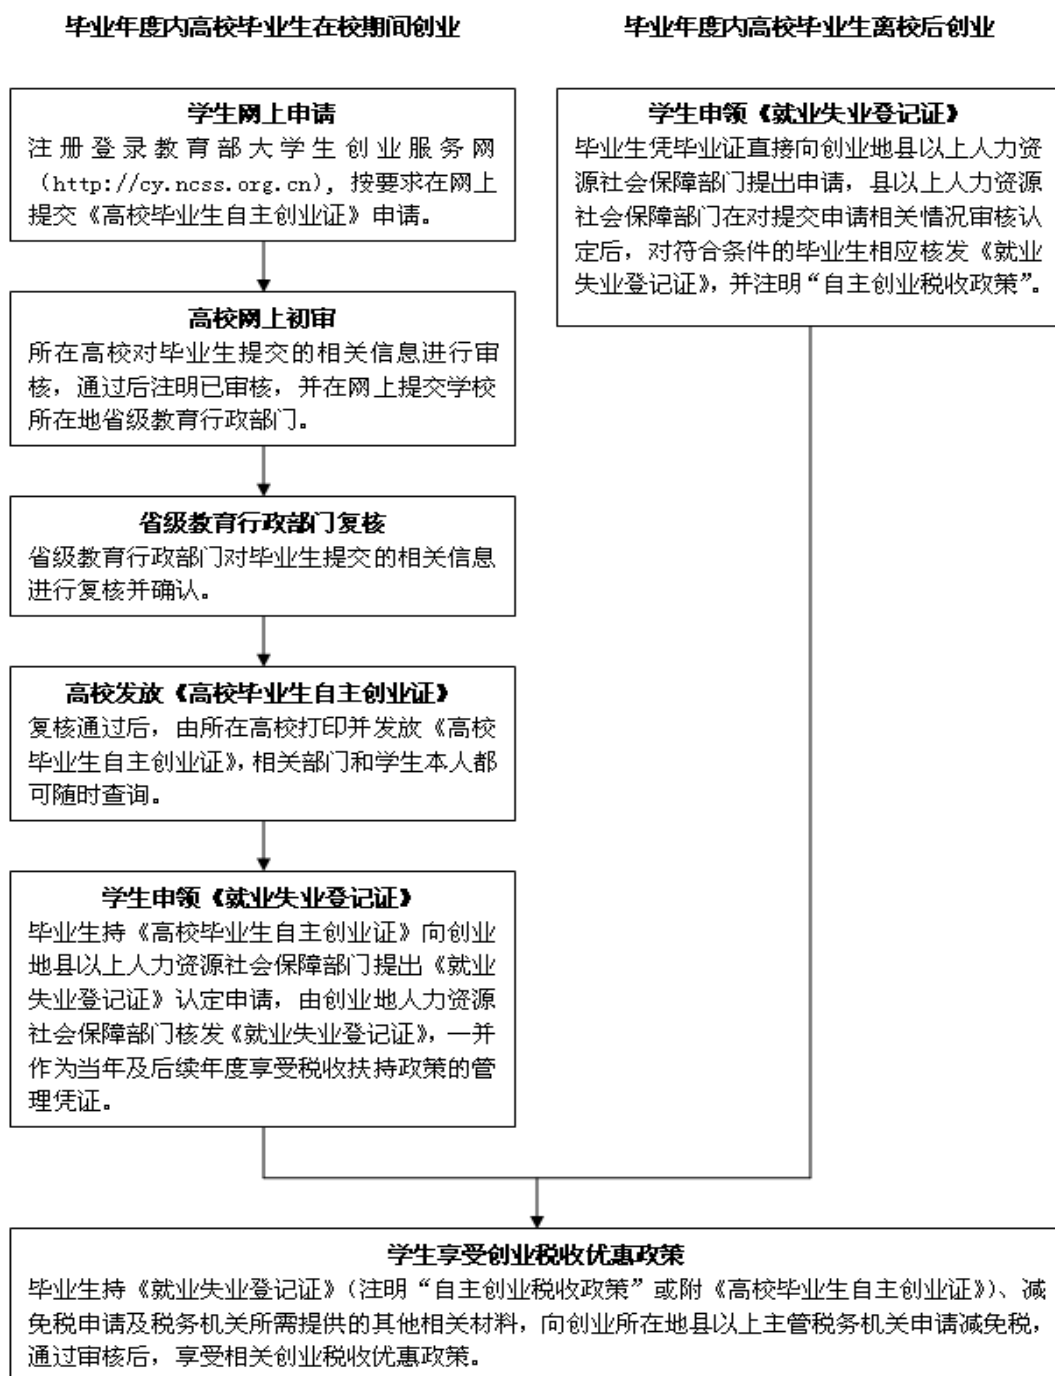 毕业年度内高校毕业生在校期间创业
毕业年度内高校毕业生离校后创业
学生网上申请
注册登录教育部大学生创业服务网
（http://cy.ncss.org.cn），按要求在网上
提交《高校毕业生自主创业证》申请。
高校网上初审
所在高校对毕业生提交的相关信息进行审
核，通过后注明已审核，并在网上提交学校
所在地省级教育行政部门。
省级教育行政部门复核
省级教育行政部门对毕业生提交的相关信息
进行复核并确认。
高校发放《高校毕业生自主创业证》
复核通过后，由所在高校打印并发放《高校
毕业生自主创业证》，相关部门和学生本人都
可随时查询。
学生申领《就业失业登记证》
毕业生持《高校毕业生自主创业证》向创业
地县以上人力资源社会保障部门提出《就业
失业登记证》认定申请，由创业地人力资源
社会保障部门核发《就业失业登记证》，一并
作为当年及后续年度享受税收扶持政策的管
理凭证。
学生申领《就业失业登记证》
毕业生凭毕业证直接向创业地县以上人力资
源社会保障部门提出申请，县以上人力资源
社会保障部门在对提交申请相关情况审核认
定后，对符合条件的毕业生相应核发《就业
失业登记证》，并注明“自主创业税收政策”。
学生享受创业税收优惠政策
毕业生持《就业失业登记证》（注明“自主创业税收政策”或附《高校毕业生自主创业证》）、减
免税申请及税务机关所需提供的其他相关材料，向创业所在地县以上主管税务机关申请减免税，
通过审核后，享受相关创业税收优惠政策。